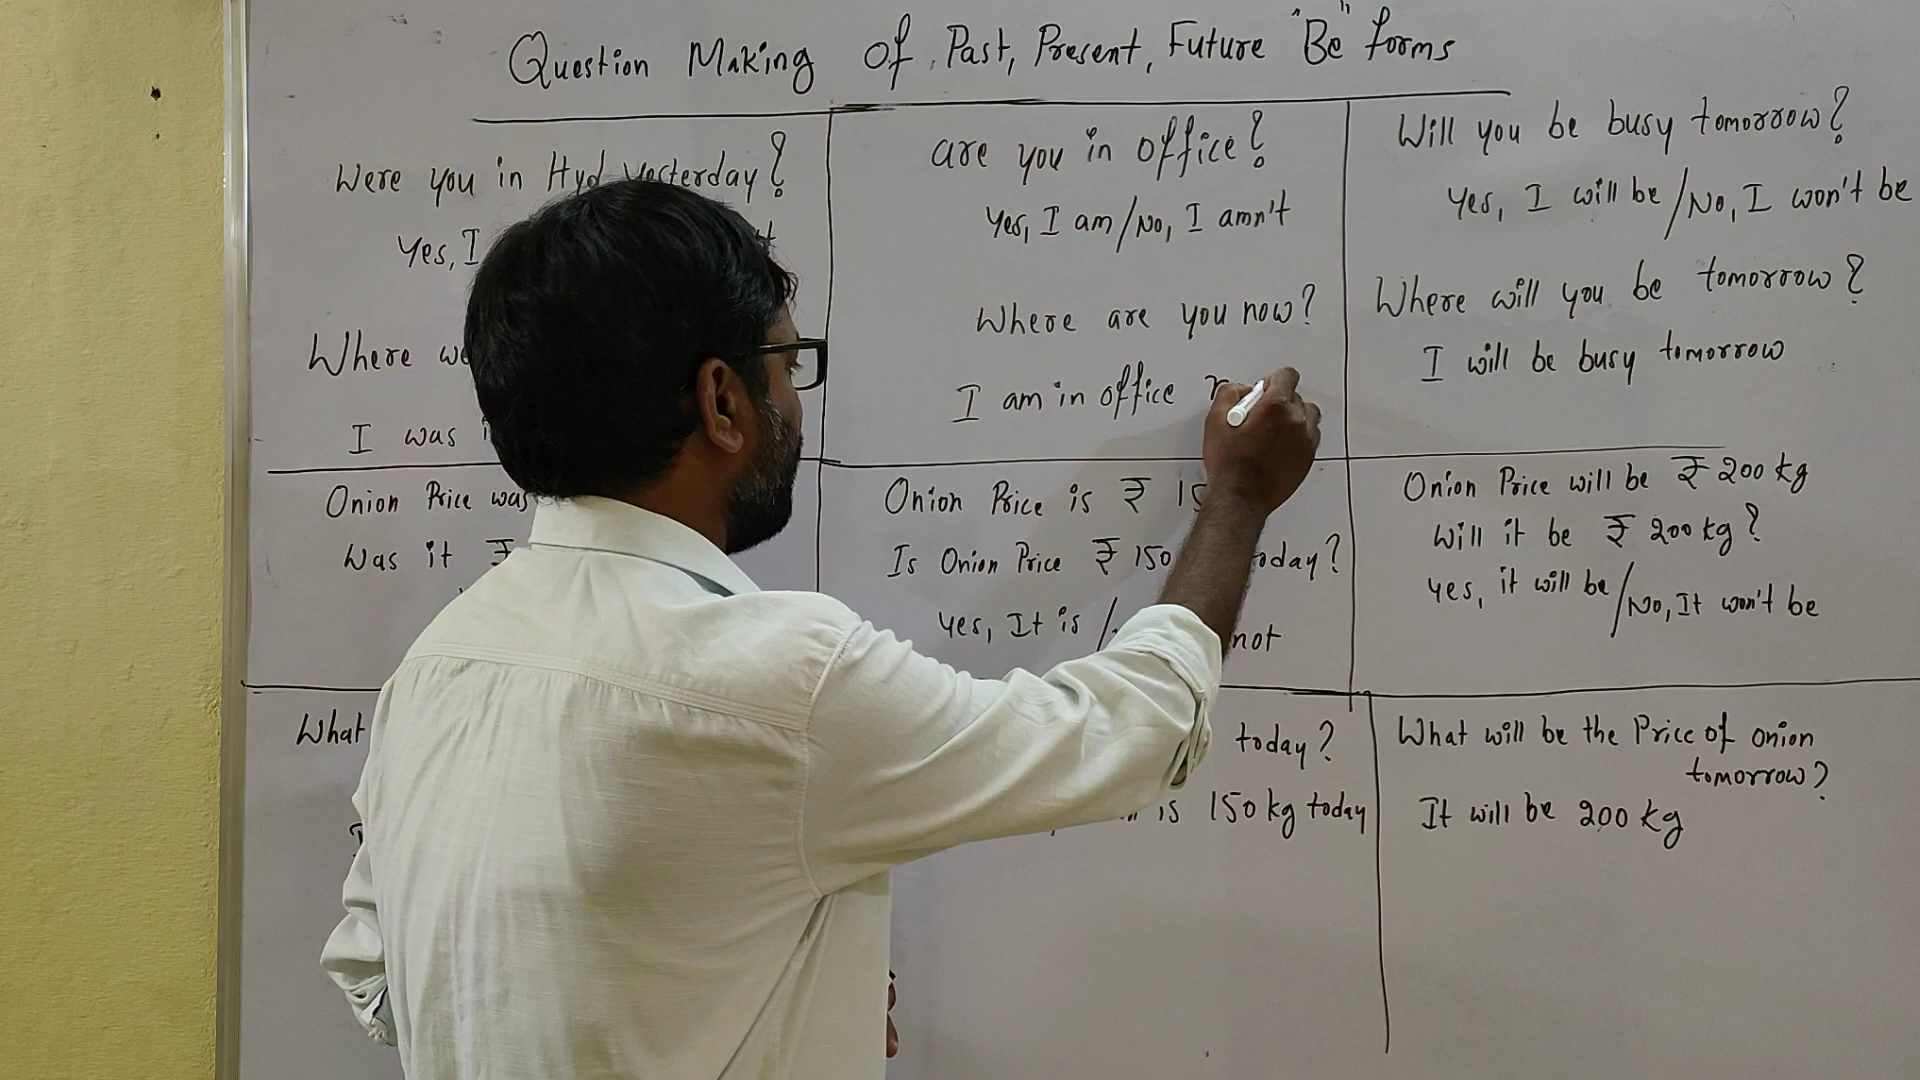 Question Making Of Past, Present, Future "Be" forms
Were you in Hyd yesterday?
Yes, I
Where
I was
Onion Price was
Was it ₹
What
are you in office?
Yes, I am/No, I amn't
Where are you now?
I am in office
Onion Price is ₹
Is Onion Price ₹ 150 today?
Yes, It is / not
today?
is 150 kg today
Will you be busy tomorrow?
Yes, I will be/No, I won't be
Where will you be tomorrow?
I will be busy tomorrow
Onion Price will be ₹ 200 kg
Will it be ₹ 200 kg?
Yes, it will be/No, It won't be
What will be the Price of onion
tomorrow?
It will be 200 kg